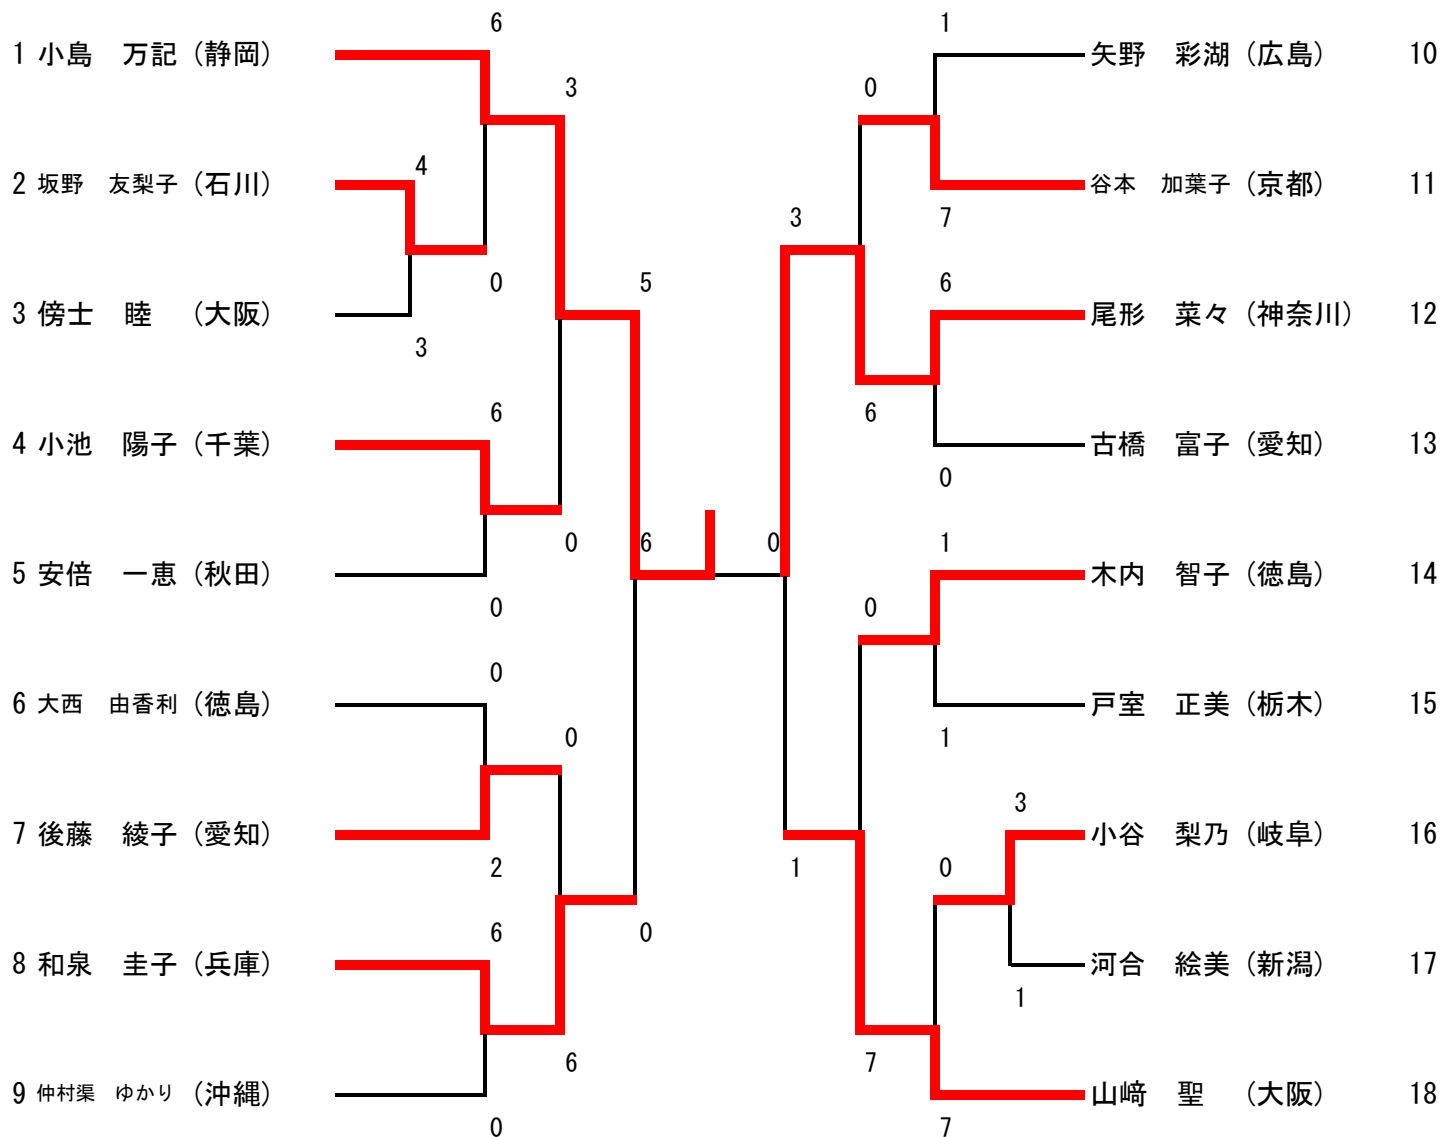 6
1
1 小島　万記 (静岡)
矢野　彩湖 (広島) 10
3
0
4
2 坂野　友梨子 (石川)
谷本　加葉子 (京都) 11
3
7
0
5
6
3 傍士　睦 (大阪)
尾形　菜々 (神奈川) 12
3
6
6
4 小池　陽子 (千葉)
古橋　富子 (愛知) 13
0
0
6
0
1
5 安倍　一恵 (秋田)
木内　智子 (徳島) 14
0
0
0
6 大西　由香利 (徳島)
戸室　正美 (栃木) 15
0
1
3
7 後藤　綾子 (愛知)
小谷　梨乃 (岐阜) 16
2
1
0
6
0
8 和泉　圭子 (兵庫)
河合　絵美 (新潟) 17
1
6
7
9 仲村渠　ゆかり (沖縄)
山﨑　聖 (大阪) 18
0
7